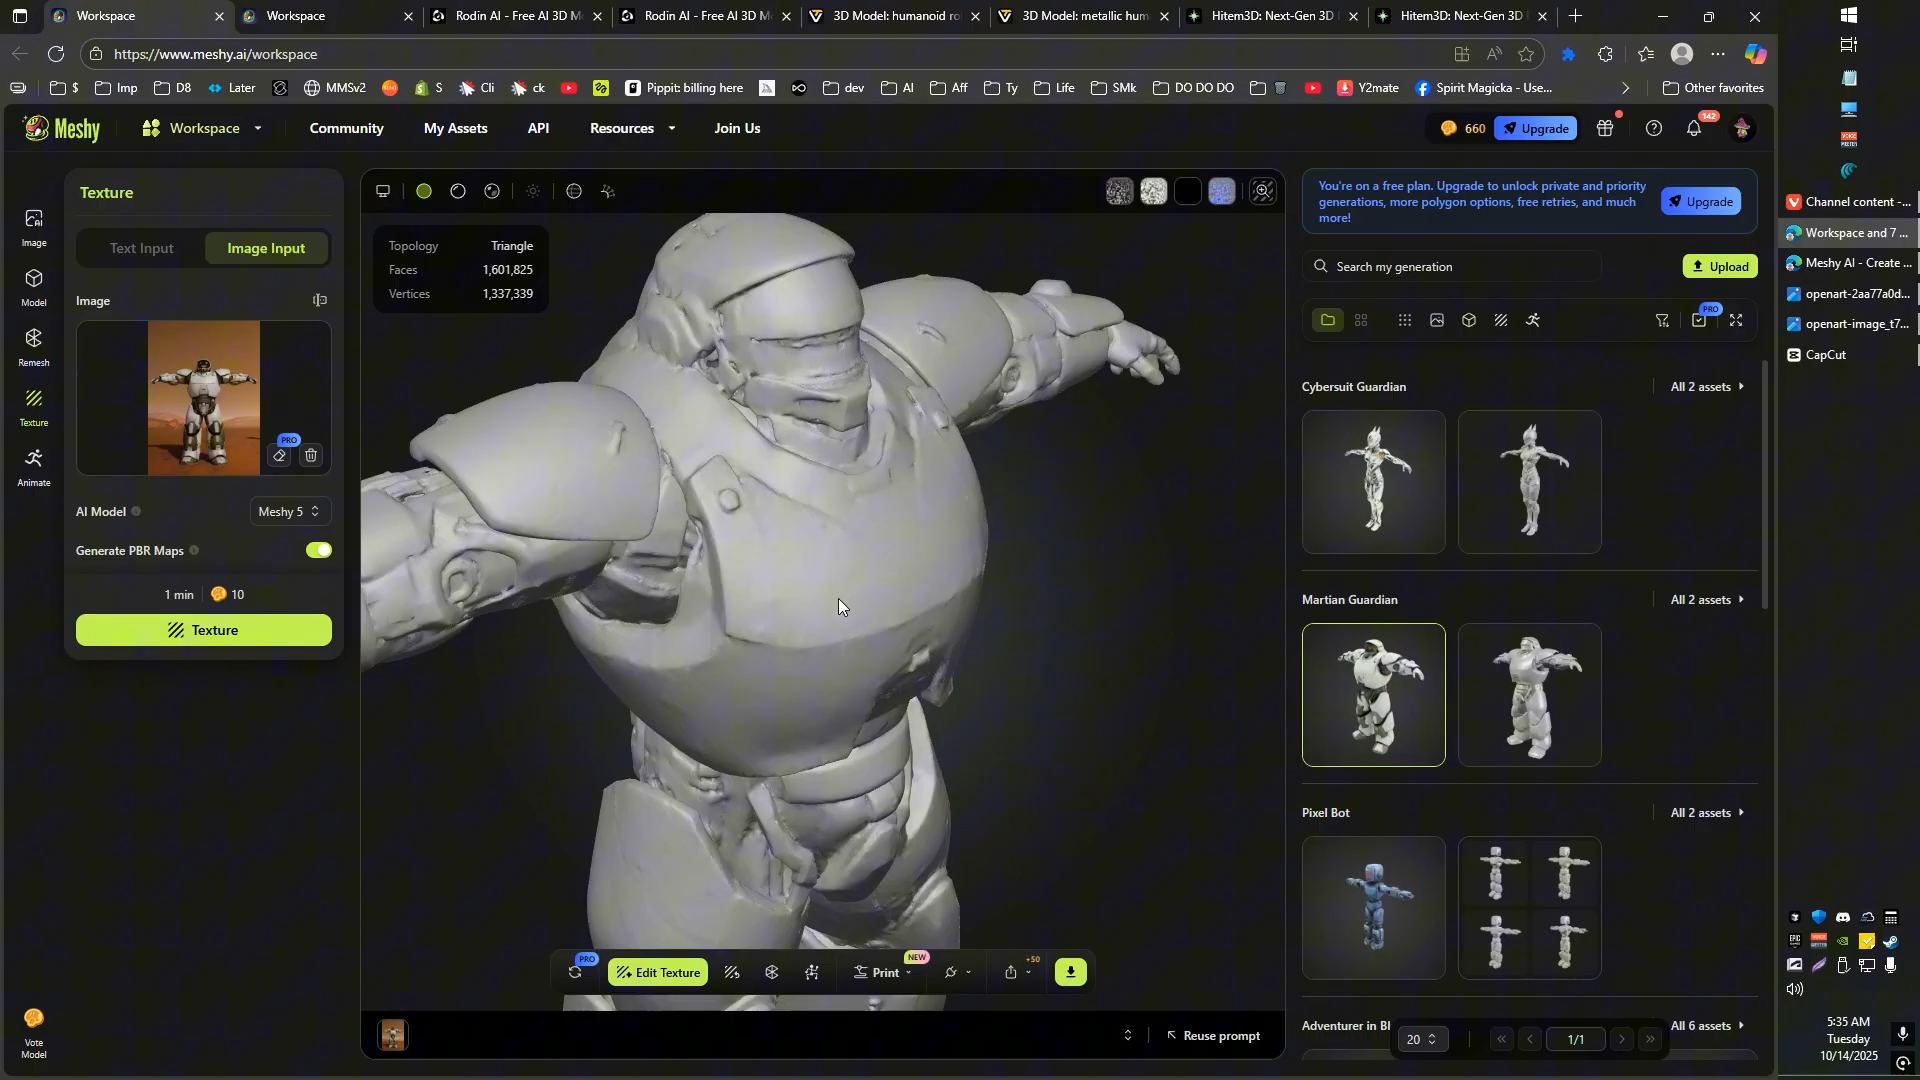 Workspace
Workspace
Rodin AI - Free AI 3D M
Rodin AI - Free AI 3D M
3D Model: humanoid ro
3D Model: metallic hum
Hitem3D: Next-Gen 3D
Hitem3D: Next-Gen 3D
https://www.meshy.ai/workspace
$
Imp
D8
Later
MMSv2
S
Cli
ck
Pippit: billing here
dev
AI
Aff
Ty
Life
SMk
DO DO DO
Y2mate
Spirit Magicka - Use...
Other favorites
Meshy
Workspace
Community
My Assets
API
Resources
Join Us
660
Upgrade
142
Texture
Text Input
Image Input
Image
PRO
AI Model
Meshy 5
Generate PBR Maps
1 min
10
Texture
Image
Model
Remesh
Texture
Animate
Vote
Model
Topology Triangle
Faces 1,601,825
Vertices 1,337,339
PRO
Edit Texture
Print
NEW
+50
Reuse prompt
You're on a free plan. Upgrade to unlock private and priority
generations, more polygon options, free retries, and much
more!
Upgrade
Search my generation
Upload
PRO
Cybersuit Guardian
All 2 assets
Martian Guardian
All 2 assets
Pixel Bot
All 2 assets
Adventurer in Bl
All 6 assets
20
1/1
Channel content -...
Workspace and 7 ...
Meshy AI - Create ...
openart-2aa77a0d...
openart-image_t7...
CapCut
5:35 AM
Tuesday
10/14/2025